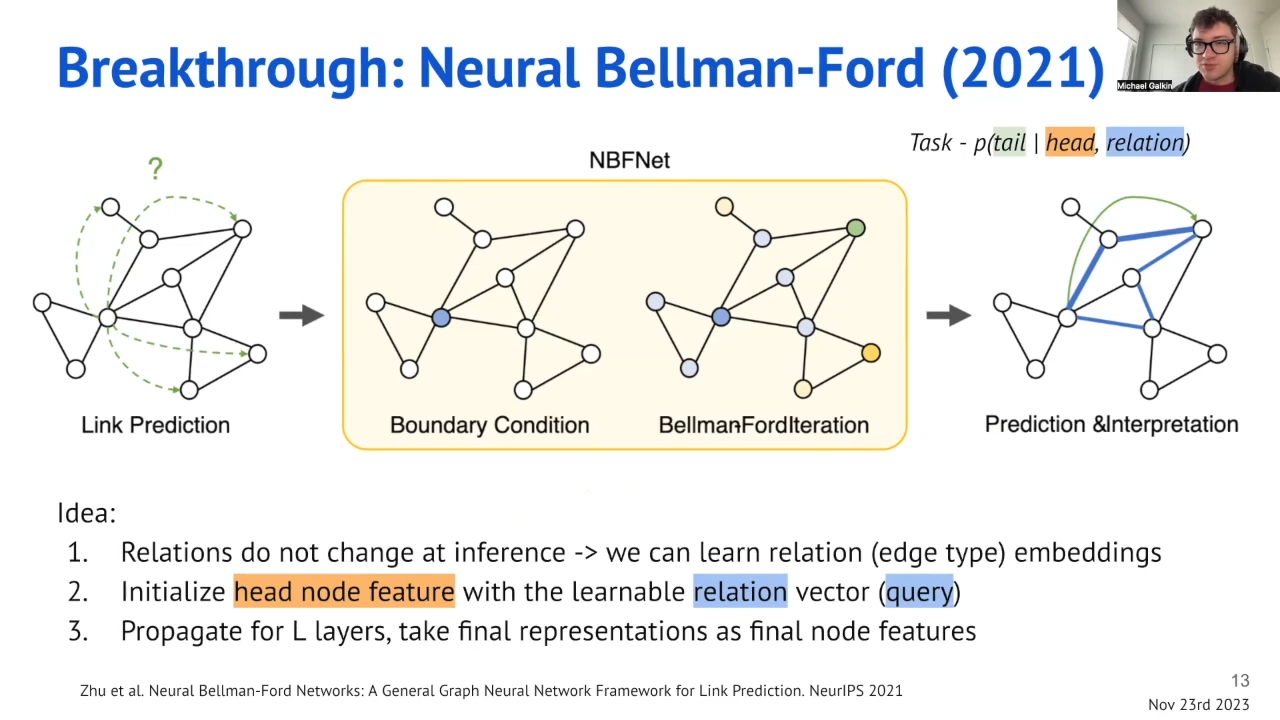 Breakthrough: Neural Bellman-Ford (2021)
Michael Galkin
Task - p(tail | head, relation)
?
NBFNet
Link Prediction
Boundary Condition
Bellman-FordIteration
Prediction &Interpretation
Idea:
1. Relations do not change at inference -> we can learn relation (edge type) embeddings
2. Initialize head node feature with the learnable relation vector (query)
3. Propagate for L layers, take final representations as final node features
Zhu et al. Neural Bellman-Ford Networks: A General Graph Neural Network Framework for Link Prediction. NeurIPS 2021
13
Nov 23rd 2023